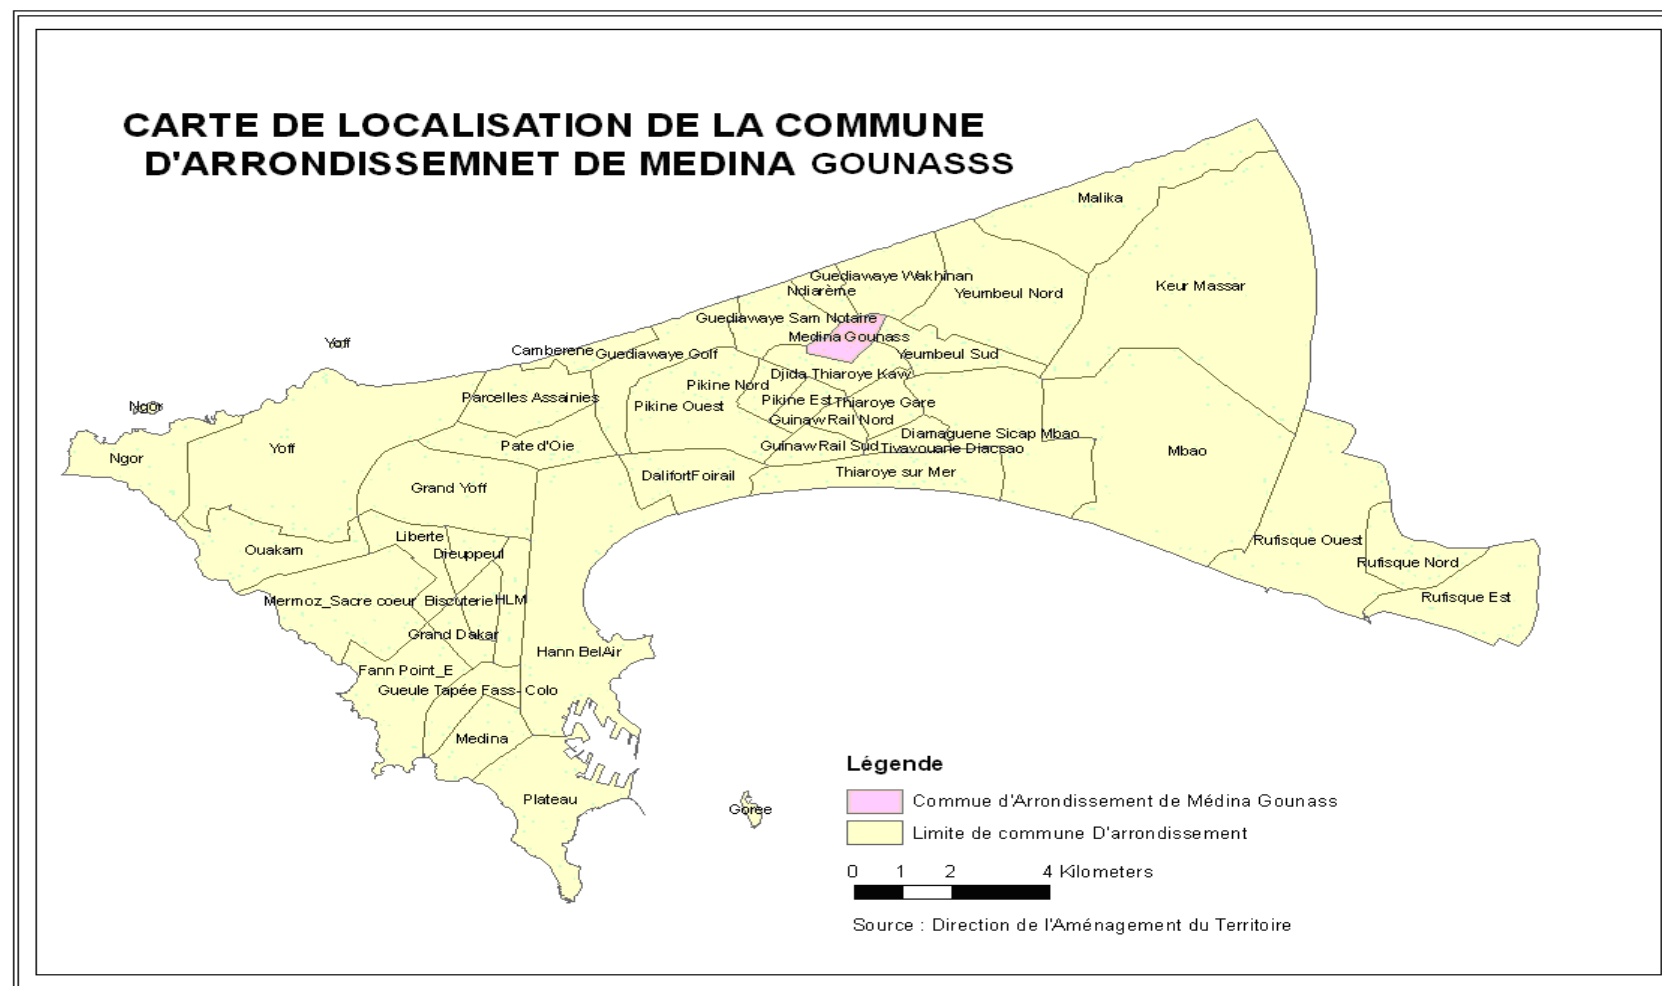 CARTE DE LOCALISATION DE LA COMMUNE
D'ARRONDISSEMNET DE MEDINA GOUNASSS
Malika
Guediawaye Wakhinan
Keur Massar
Ndiarème
Yeumbeul Nord
Guediawaye Sam Notaire
Medina Gounass
Yoff
Camberene
Guediawaye Golf
Yeumbeul Sud
Djida Thiaroye Kaw
Pikine Nord
Parcelles Assainies
Pikine Est
Thiaroye Gare
Ngor
Pikine Ouest
Guinaw Rail Nord
Diamaguene Sicap Mbao
Yoff
Pate d'Oie
Guinaw Rail Sud
Tivavouane Diacsao
Mbao
Ngor
Dalifort Foirail
Thiaroye sur Mer
Grand Yoff
Liberte
Rufisque Ouest
Ouakam
Dieuppeul
Rufisque Nord
Mermoz_Sacre coeur
Biscuterie
HLM
Rufisque Est
Grand Dakar
Hann BelAir
Fann Point_E
Gueule Tapée Fass- Colo
Medina
Plateau
Goree
Légende
Commue d'Arrondissement de Médina Gounass
Limite de commune D'arrondissement
0 1 2 4 Kilometers
Source : Direction de l'Aménagement du Territoire